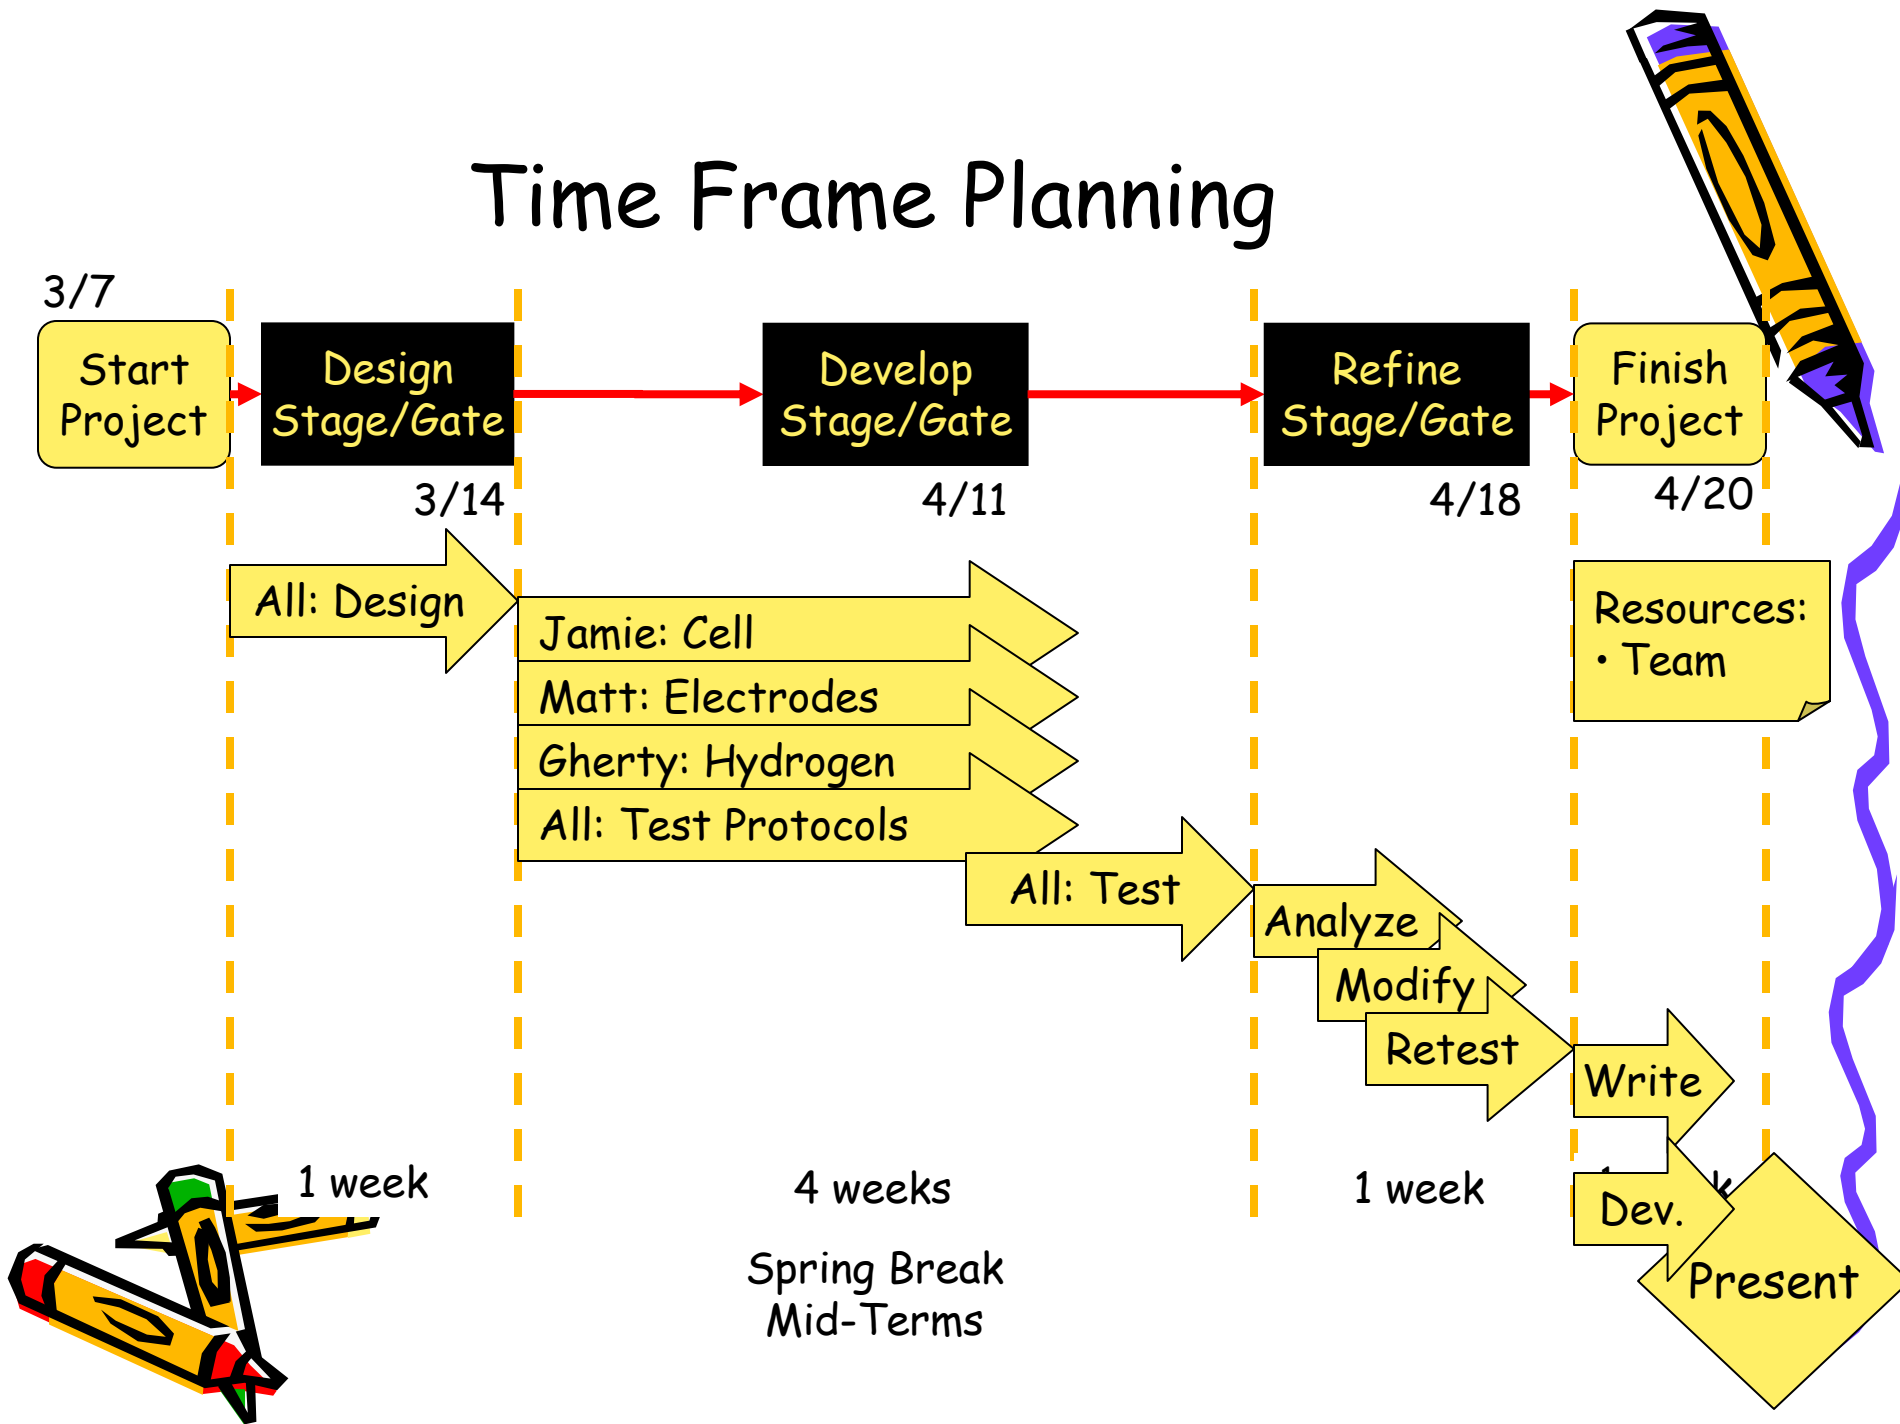 Time Frame Planning
3/7
Start
Project
Design
Stage/Gate
Develop
Stage/Gate
Refine
Stage/Gate
Finish
Project
3/14
4/11
4/18
4/20
All: Design
Jamie: Cell
Matt: Electrodes
Gherty: Hydrogen
All: Test Protocols
All: Test
Resources:
• Team
Analyze
Modify
Retest
Write
Dev.
Present
1 week
4 weeks
1 week
Spring Break
Mid-Terms